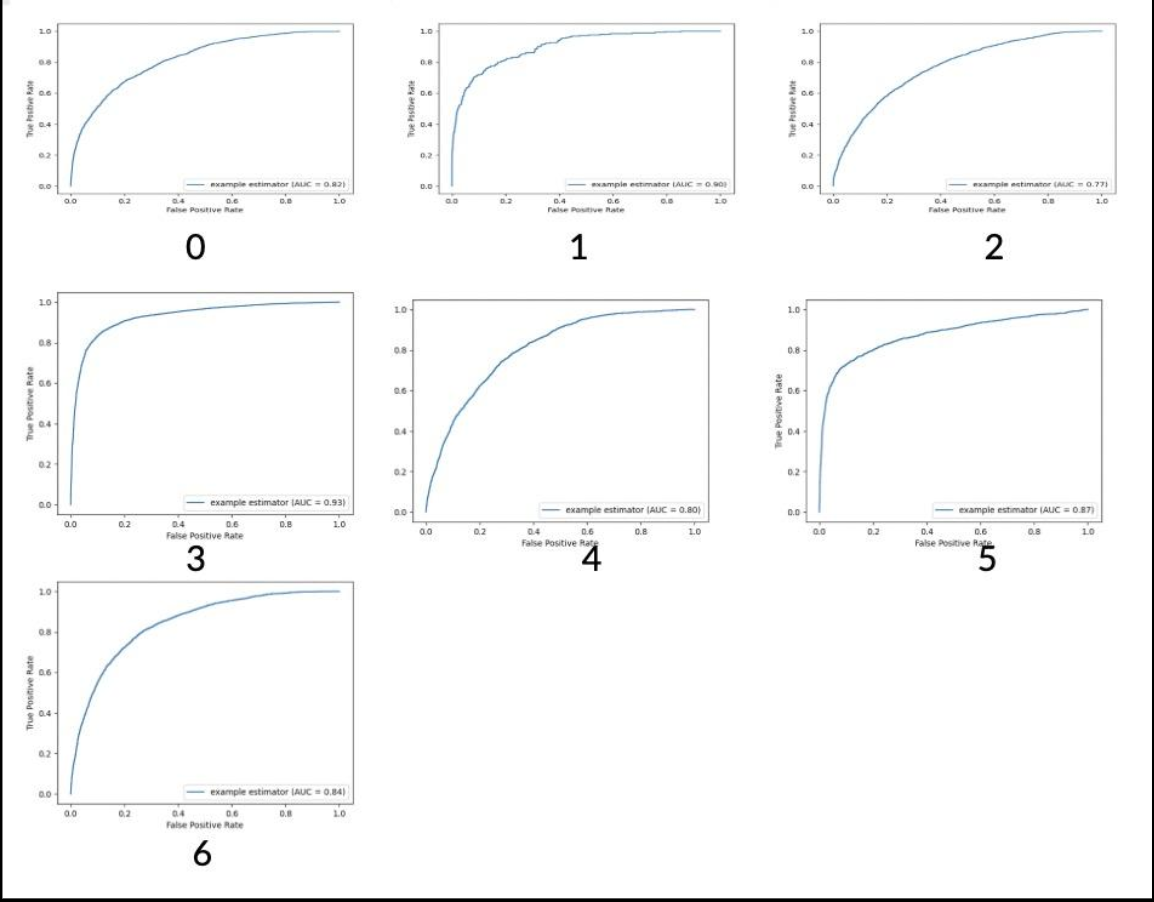 1.0
0.8
0.6
0.4
0.2
0.0
True Positive Rate
example estimator (AUC = 0.82)
0.0 0.2 0.4 0.6 0.8 1.0
False Positive Rate
0
1.0
0.8
0.6
0.4
0.2
0.0
True Positive Rate
example estimator (AUC = 0.90)
0.0 0.2 0.4 0.6 0.8 1.0
False Positive Rate
1
1.0
0.8
0.6
0.4
0.2
0.0
True Positive Rate
example estimator (AUC = 0.77)
0.0 0.2 0.4 0.6 0.8 1.0
False Positive Rate
2
1.0
0.8
0.6
0.4
0.2
0.0
True Positive Rate
example estimator (AUC = 0.93)
0.0 0.2 0.4 0.6 0.8 1.0
False Positive Rate
3
1.0
0.8
0.6
0.4
0.2
0.0
example estimator (AUC = 0.80)
0.0 0.2 0.4 0.6 0.8 1.0
False Positive Rate
4
1.0
0.8
0.6
0.4
0.2
0.0
True Positive Rate
example estimator (AUC = 0.87)
0.0 0.2 0.4 0.6 0.8 1.0
False Positive Rate
5
1.0
0.8
0.6
0.4
0.2
0.0
True Positive Rate
example estimator (AUC = 0.84)
0.0 0.2 0.4 0.6 0.8 1.0
False Positive Rate
6